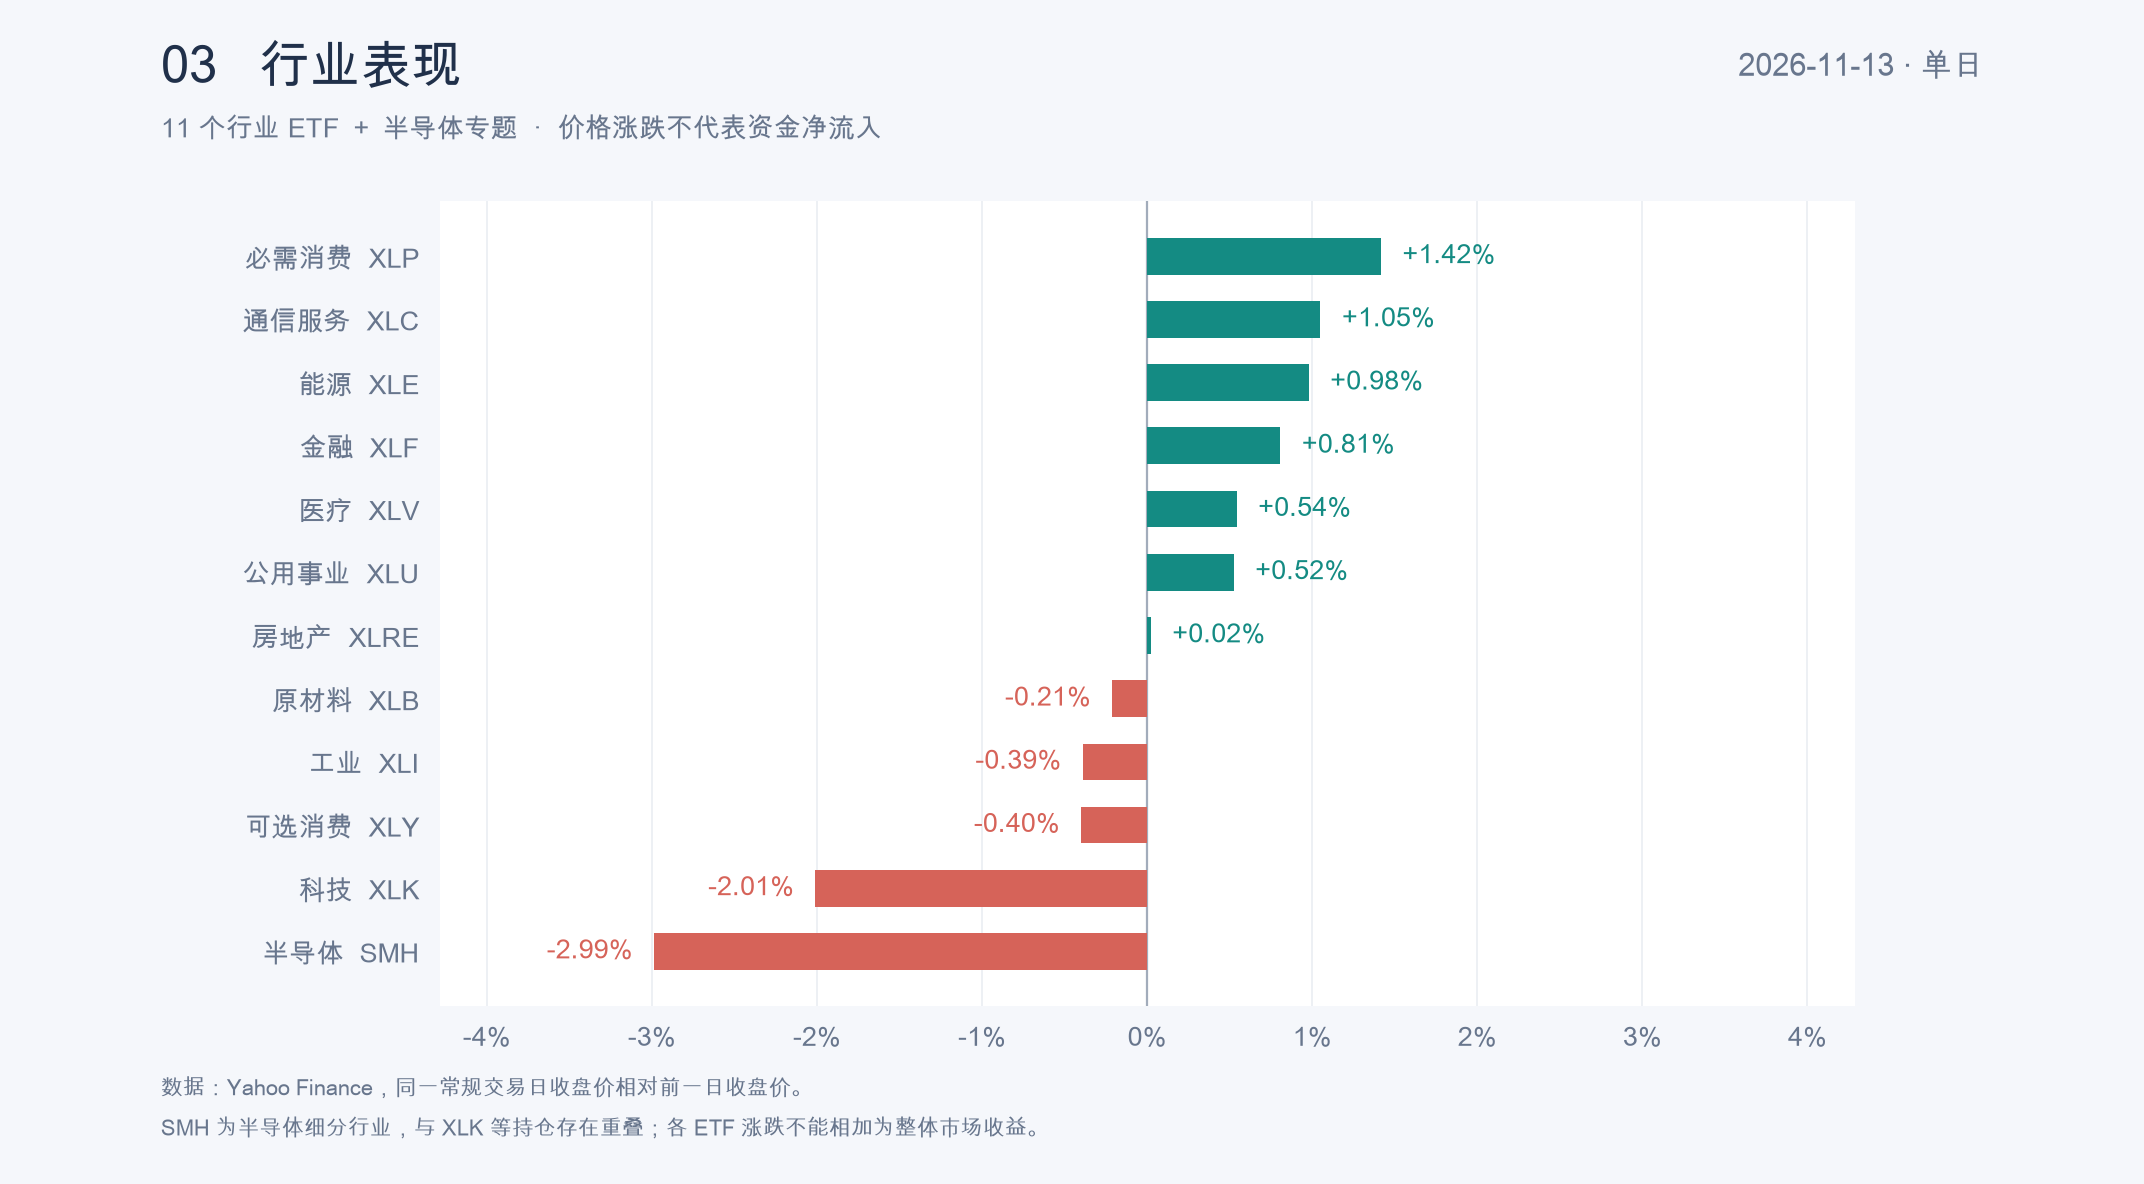 03 行业表现
2026-11-13 · 单日
11 个行业 ETF + 半导体专题 · 价格涨跌不代表资金净流入
必需消费 XLP +1.42%
通信服务 XLC +1.05%
能源 XLE +0.98%
金融 XLF +0.81%
医疗 XLV +0.54%
公用事业 XLU +0.52%
房地产 XLRE +0.02%
原材料 XLB -0.21%
工业 XLI -0.39%
可选消费 XLY -0.40%
科技 XLK -2.01%
半导体 SMH -2.99%
-4% -3% -2% -1% 0% 1% 2% 3% 4%
数据：Yahoo Finance，同一常规交易日收盘价相对前一日收盘价。
SMH 为半导体细分行业，与 XLK 等持仓存在重叠；各 ETF 涨跌不能相加为整体市场收益。